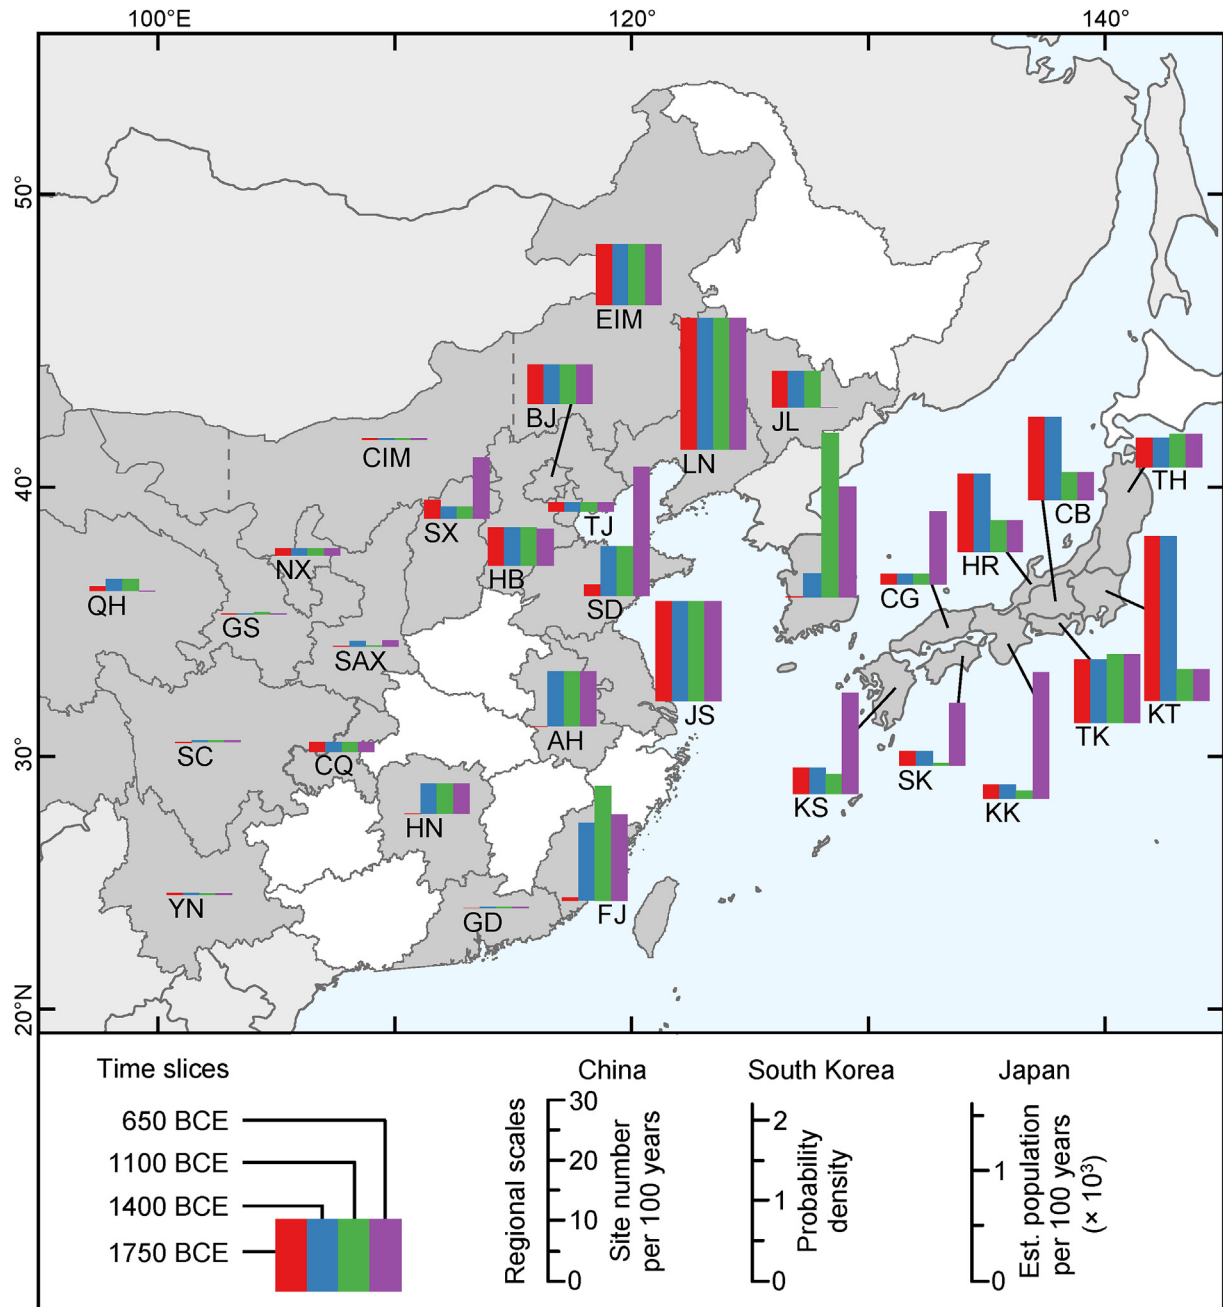 100°
120°
140°
50°
40°
30°
20°N
EIM
BJ
LN
JL
CIM
SX
TJ
HB
SD
NX
QH
GS
SAX
JS
AH
SC
CQ
HN
FJ
YN
GD
TH
CB
HR
CG
KT
TK
SK
KS
KK
Time slices
650 BCE
1100 BCE
1400 BCE
1750 BCE
Regional scales
China
Site number
per 100 years
30
20
10
0
South Korea
Probability
density
2
1
0
Japan
Est. population
per 100 years
(× 10³)
1
0